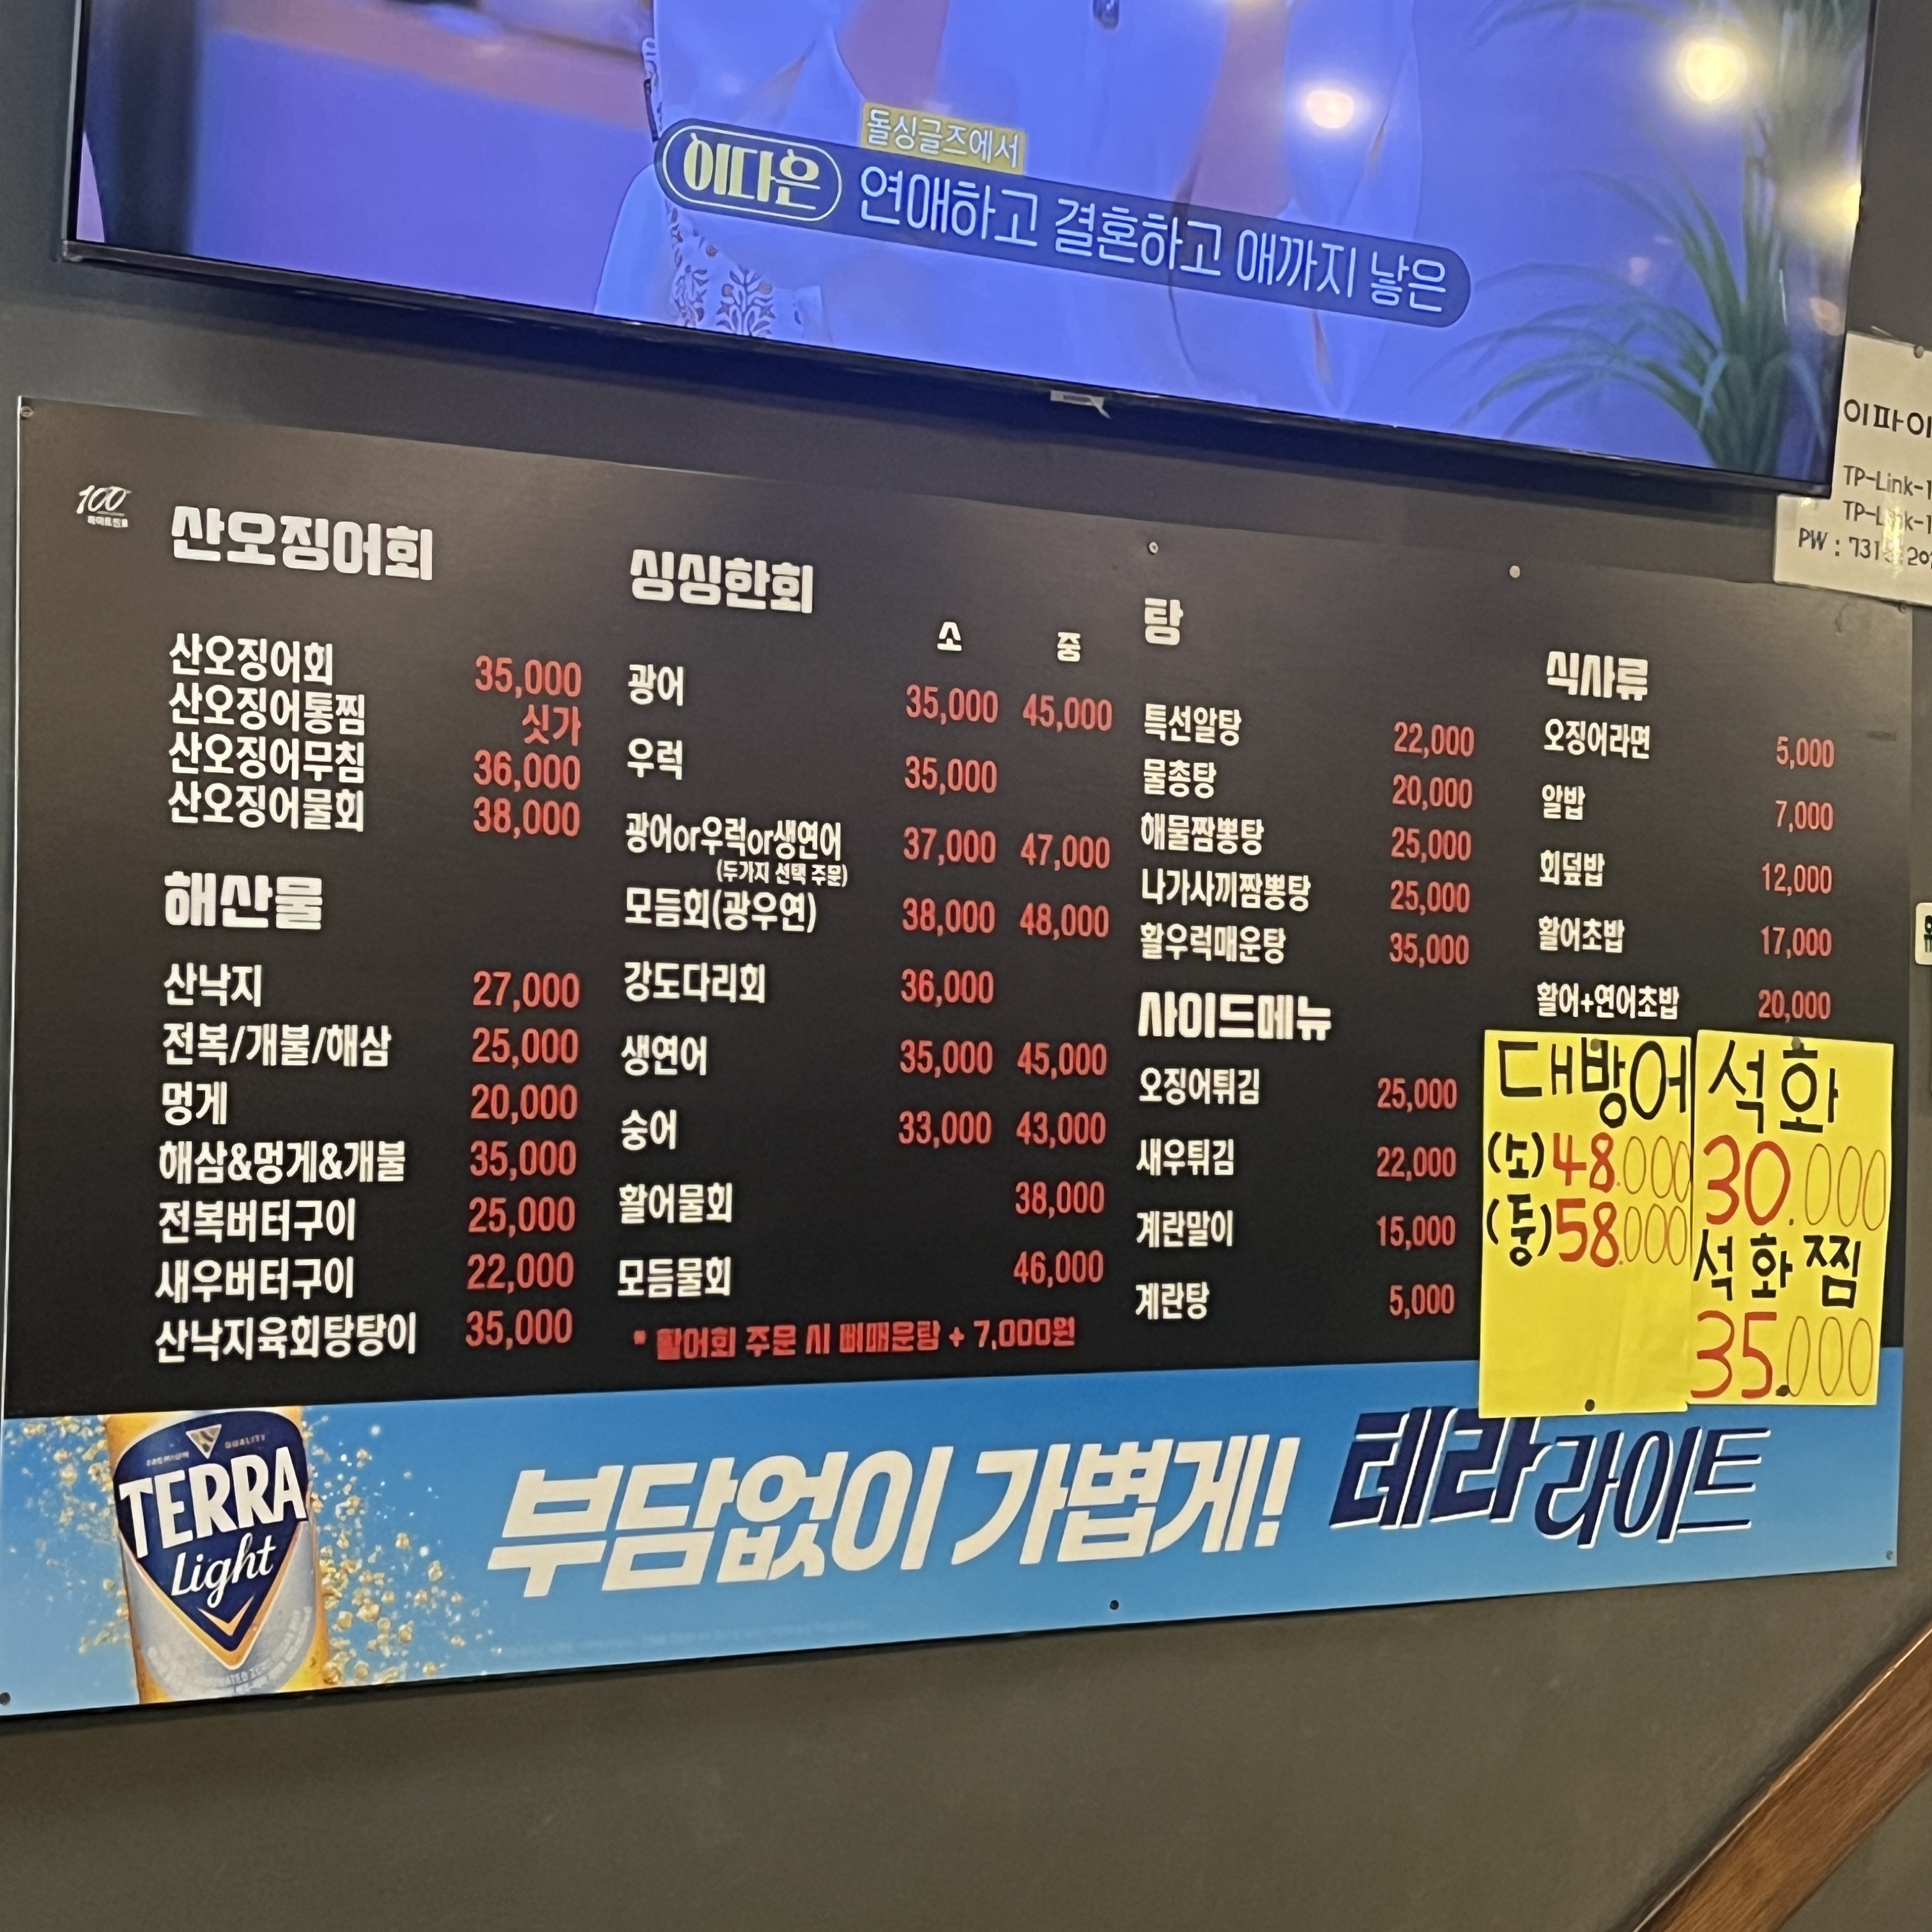 돌싱글즈에서
이다은 연애하고 결혼하고 애까지 낳은
이파이
TP-Link-1
PW : 731
100
산오징어회
산오징어회 35,000
산오징어통찜 싯가
산오징어무침 36,000
산오징어물회 38,000
해산물
산낙지 27,000
전복/개불/해삼 25,000
멍게 20,000
해삼&멍게&개불 35,000
전복버터구이 25,000
새우버터구이 22,000
산낙지육회탕탕이 35,000
싱싱한회
소 중
광어 35,000 45,000
우럭 35,000
광어or우럭or생연어 37,000 47,000
(두가지 선택 주문)
모듬회(광우연) 38,000 48,000
강도다리회 36,000
생연어 35,000 45,000
숭어 33,000 43,000
활어물회 38,000
모듬물회 46,000
* 활어회 주문 시 뼈매운탕 + 7,000원
탕
특선알탕 22,000
물총탕 20,000
해물짬뽕탕 25,000
나가사끼짬뽕탕 25,000
활우럭매운탕 35,000
사이드메뉴
오징어튀김 25,000
새우튀김 22,000
계란말이 15,000
계란탕 5,000
식사류
오징어라면 5,000
알밥 7,000
회덮밥 12,000
활어초밥 17,000
활어+연어초밥 20,000
대방어
(소) 48.000
(중) 58.000
석화
30.000
석화찜
35.000
PREMIUM QUALITY
TERRA
Light
부담없이 가볍게! 테라라이트